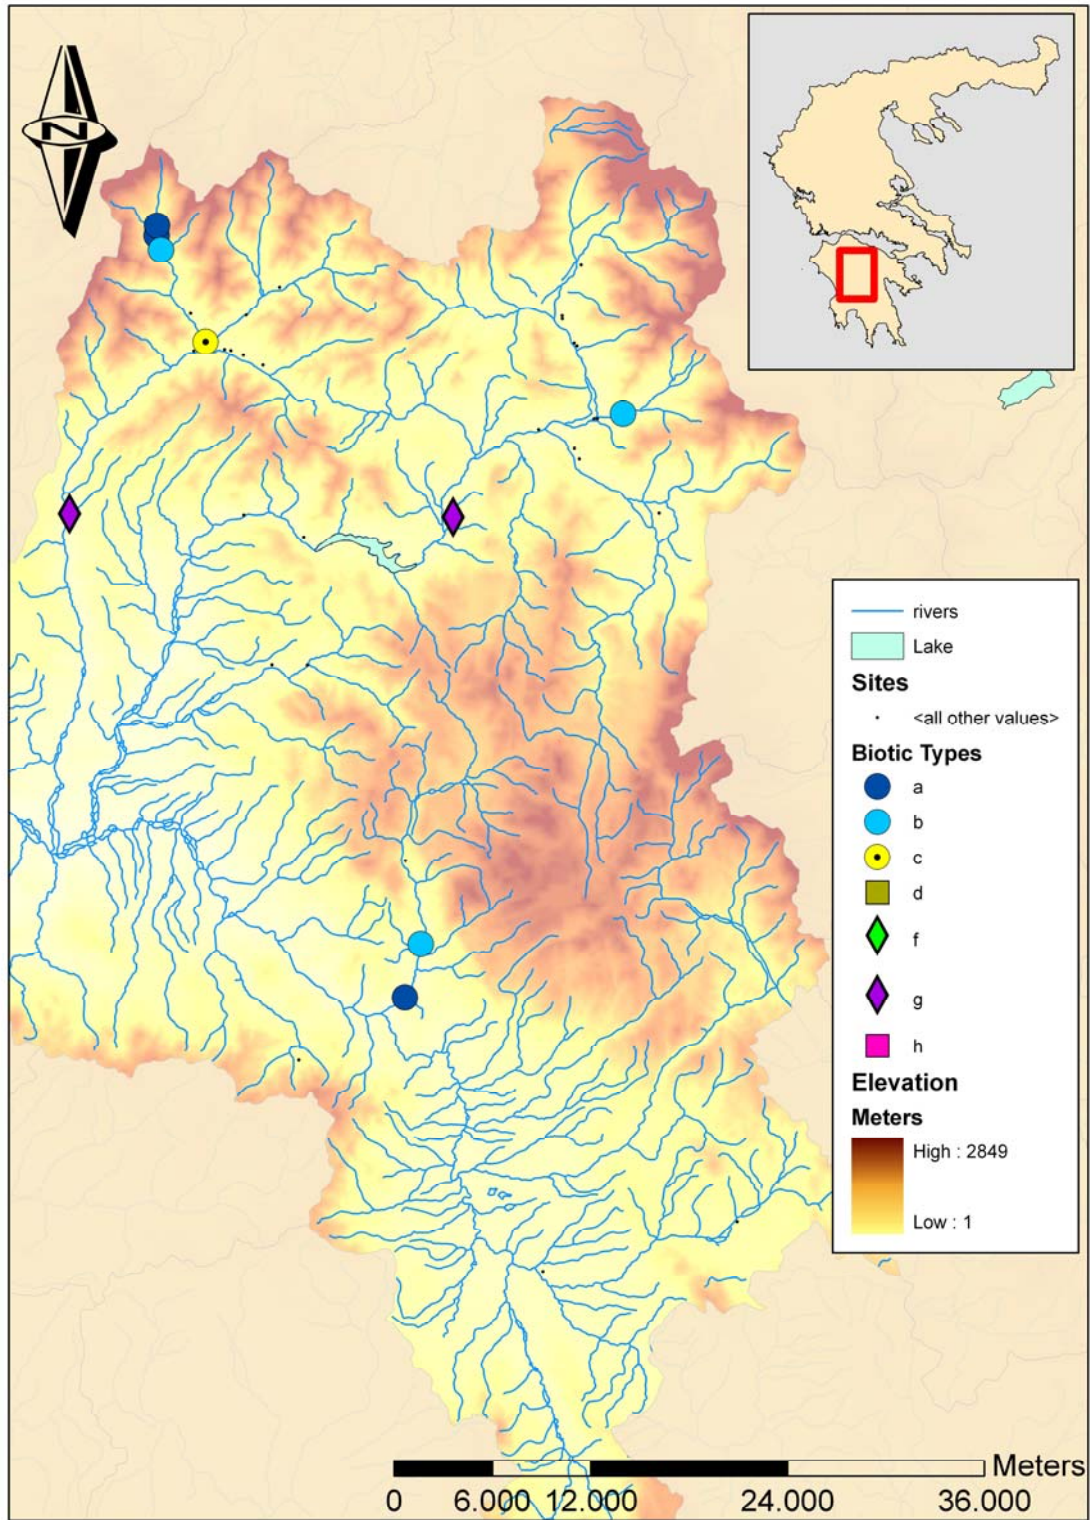 N
rivers
Lake
Sites
<all other values>
Biotic Types
a
b
c
d
f
g
h
Elevation
Meters
High : 2849
Low : 1
Meters
0 6.000 12.000 24.000 36.000